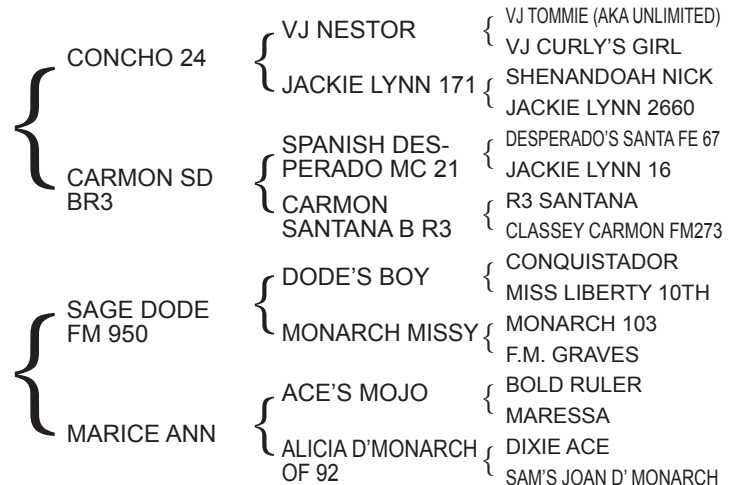 CONCHO 24
CARMON SD
BR3
SAGE DODE
FM 950
MARICE ANN
VJ NESTOR
JACKIE LYNN 171
SPANISH DES-
PERADO MC 21
CARMON
SANTANA B R3
DODE'S BOY
MONARCH MISSY
ACE'S MOJO
ALICIA D'MONARCH
OF 92
VJ TOMMIE (AKA UNLIMITED)
VJ CURLY'S GIRL
SHENANDOAH NICK
JACKIE LYNN 2660
DESPERADO'S SANTA FE 67
JACKIE LYNN 16
R3 SANTANA
CLASSEY CARMON FM273
CONQUISTADOR
MISS LIBERTY 10TH
MONARCH 103
F.M. GRAVES
BOLD RULER
MARESSA
DIXIE ACE
SAM'S JOAN D' MONARCH